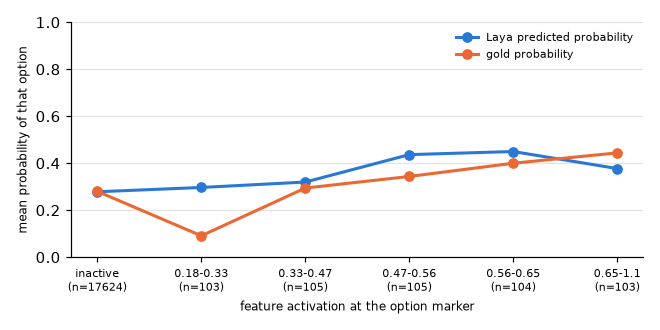 1.0
0.8
0.6
0.4
0.2
0.0
mean probability of that option
Laya predicted probability
gold probability
inactive
(n=17624)
0.18-0.33
(n=103)
0.33-0.47
(n=105)
0.47-0.56
(n=105)
0.56-0.65
(n=104)
0.65-1.1
(n=103)
feature activation at the option marker